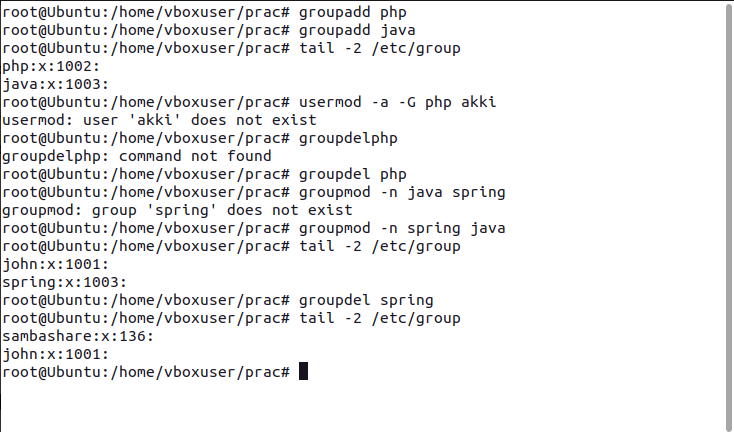 root@Ubuntu:/home/vboxuser/prac# groupadd php
root@Ubuntu:/home/vboxuser/prac# groupadd java
root@Ubuntu:/home/vboxuser/prac# tail -2 /etc/group
php:x:1002:
java:x:1003:
root@Ubuntu:/home/vboxuser/prac# usermod -a -G php akki
usermod: user 'akki' does not exist
root@Ubuntu:/home/vboxuser/prac# groupdelphp
groupdelphp: command not found
root@Ubuntu:/home/vboxuser/prac# groupdel php
root@Ubuntu:/home/vboxuser/prac# groupmod -n java spring
groupmod: group 'spring' does not exist
root@Ubuntu:/home/vboxuser/prac# groupmod -n spring java
root@Ubuntu:/home/vboxuser/prac# tail -2 /etc/group
john:x:1001:
spring:x:1003:
root@Ubuntu:/home/vboxuser/prac# groupdel spring
root@Ubuntu:/home/vboxuser/prac# tail -2 /etc/group
sambashare:x:136:
john:x:1001:
root@Ubuntu:/home/vboxuser/prac#